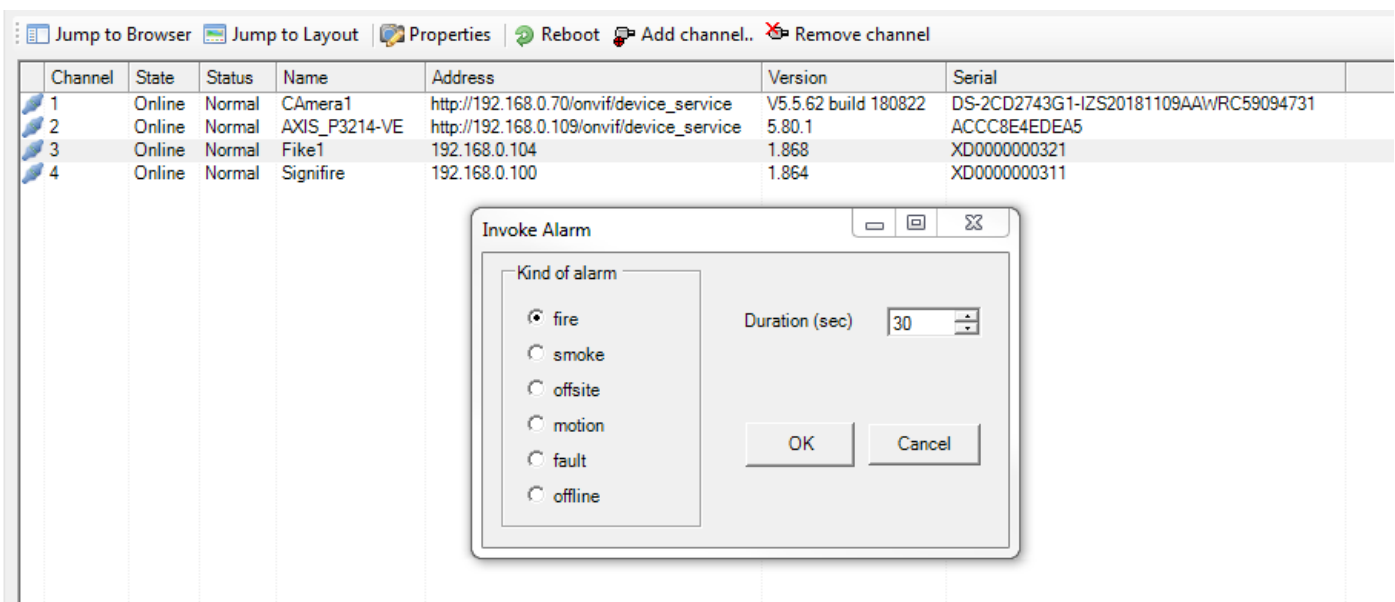 Jump to Browser Jump to Layout Properties Reboot Add channel.. Remove channel
Channel State Status Name Address Version Serial
1 Online Normal CAmera1 http://192.168.0.70/onvif/device_service V5.5.62 build 180822 DS-2CD2743G1-IZS20181109AAWRC59094731
2 Online Normal AXIS_P3214-VE http://192.168.0.109/onvif/device_service 5.80.1 ACCC8E4EDEA5
3 Online Normal Fike1 192.168.0.104 1.868 XD0000000321
4 Online Normal Signifire 192.168.0.100 1.864 XD0000000311
Invoke Alarm
Kind of alarm
fire
smoke
offsite
motion
fault
offline
Duration (sec) 30
OK Cancel